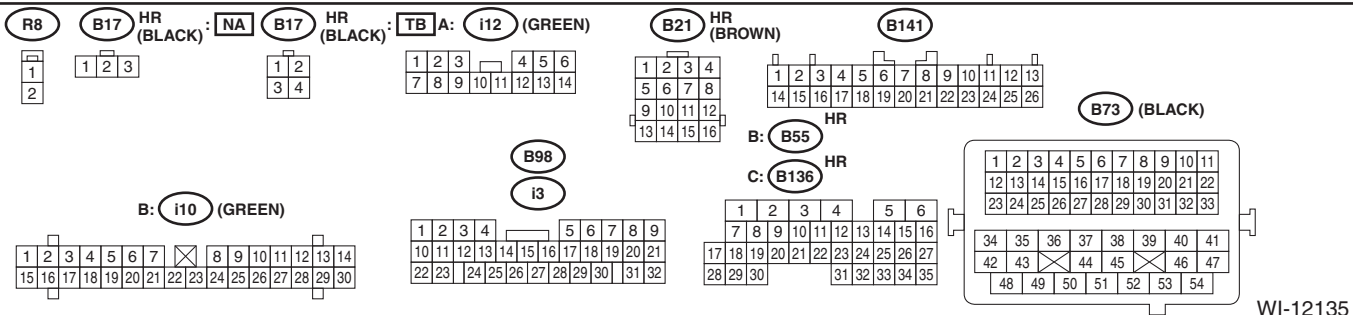 R8
1
2
B17 HR (BLACK) : NA
1 2 3
B17 HR (BLACK) : TB
1 2
3 4
A: i12 (GREEN)
1 2 3 4 5 6
7 8 9 10 11 12 13 14
B21 HR (BROWN)
1 2 3 4
5 6 7 8
9 10 11 12
13 14 15 16
B141
1 2 3 4 5 6 7 8 9 10 11 12 13
14 15 16 17 18 19 20 21 22 23 24 25 26
B: i10 (GREEN)
1 2 3 4 5 6 7 8 9 10 11 12 13 14
15 16 17 18 19 20 21 22 23 24 25 26 27 28 29 30
B98
i3
1 2 3 4 5 6 7 8 9
10 11 12 13 14 15 16 17 18 19 20 21
22 23 24 25 26 27 28 29 30 31 32
B: B55 HR
C: B136 HR
1 2 3 4 5 6
7 8 9 10 11 12 13 14 15 16
17 18 19 20 21 22 23 24 25 26 27
28 29 30 31 32 33 34 35
B73 (BLACK)
1 2 3 4 5 6 7 8 9 10 11
12 13 14 15 16 17 18 19 20 21 22
23 24 25 26 27 28 29 30 31 32 33
34 35 36 37 38 39 40 41
42 43 44 45 46 47
48 49 50 51 52 53 54
WI-12135